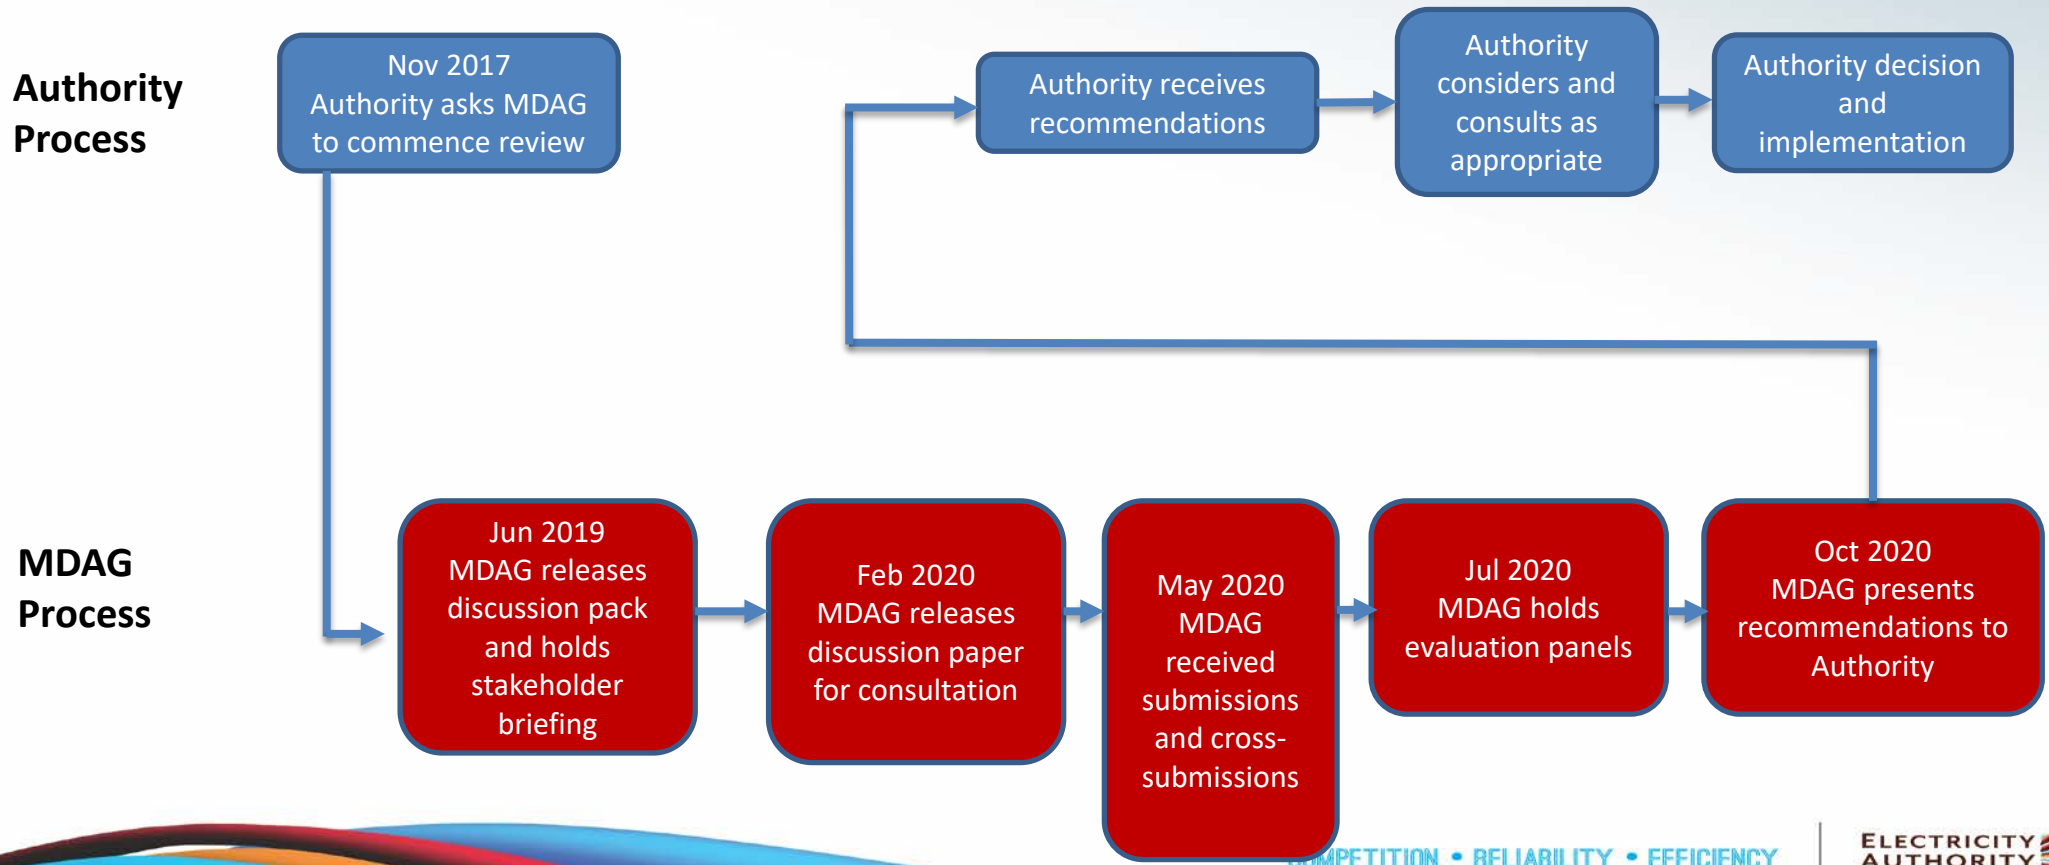 Authority
Process
Nov 2017
Authority asks MDAG
to commence review
Authority receives
recommendations
Authority
considers and
consults as
appropriate
Authority decision
and
implementation
MDAG
Process
Jun 2019
MDAG releases
discussion pack
and holds
stakeholder
briefing
Feb 2020
MDAG releases
discussion paper
for consultation
May 2020
MDAG
received
submissions
and cross-
submissions
Jul 2020
MDAG holds
evaluation panels
Oct 2020
MDAG presents
recommendations to
Authority
COMPETITION • RELIABILITY • EFFICIENCY
ELECTRICITY
AUTHORITY